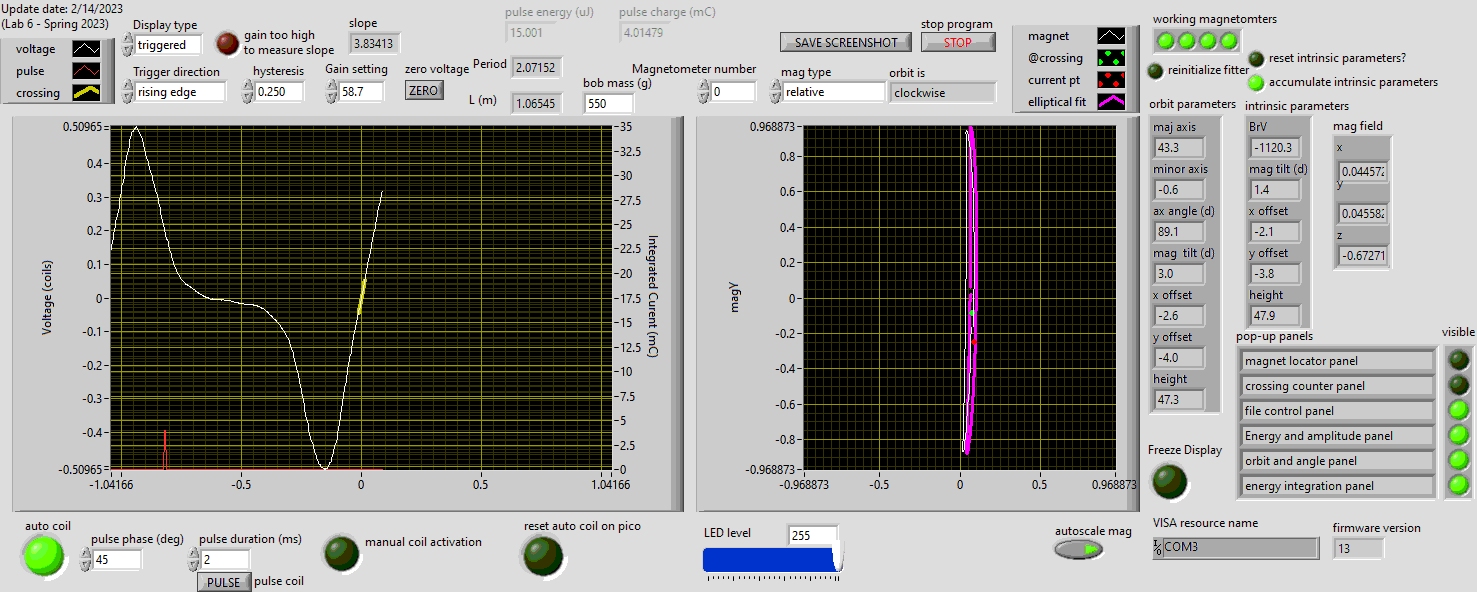 Update date: 2/14/2023
(Lab 6 - Spring 2023)
voltage
pulse
crossing
Display type
triggered
gain too high
to measure slope
slope
3.83413
pulse energy (uJ)
15.001
pulse charge (mC)
4.01479
Trigger direction
rising edge
hysteresis
0.250
Gain setting
58.7
zero voltage
ZERO
Period
2.07152
L (m)
1.06545
bob mass (g)
550
SAVE SCREENSHOT
stop program
STOP
Magnetometer number
0
mag type
relative
orbit is
clockwise
magnet
@crossing
current pt
elliptical fit
working magnetomters
reinitialize fitter
reset intrinsic parameters?
accumulate intrinsic parameters
orbit parameters
maj axis
43.3
minor axis
-0.6
ax angle (d)
89.1
mag tilt (d)
3.0
x offset
-2.6
y offset
-4.0
height
47.3
intrinsic parameters
BrV
-1120.3
mag tilt (d)
1.4
x offset
-2.1
y offset
-3.8
height
47.9
mag field
x
0.044572
y
0.045582
z
-0.67271
Voltage (coils)
0.50965
0.4
0.3
0.2
0.1
0
-0.1
-0.2
-0.3
-0.4
-0.50965
-1.04166
-0.5
0
0.5
1.04166
35
32.5
30
27.5
25
22.5
20
17.5
15
12.5
10
7.5
5
2.5
0
Integrated Curent (mC)
magY
0.968873
0.8
0.6
0.4
0.2
0
-0.2
-0.4
-0.6
-0.8
-0.968873
-0.968873
-0.5
0
0.5
0.968873
pop-up panels
visible
magnet locator panel
crossing counter panel
file control panel
Energy and amplitude panel
orbit and angle panel
energy integration panel
Freeze Display
auto coil
pulse phase (deg)
45
pulse duration (ms)
2
PULSE
pulse coil
manual coil activation
reset auto coil on pico
LED level
255
autoscale mag
VISA resource name
COM3
firmware version
13